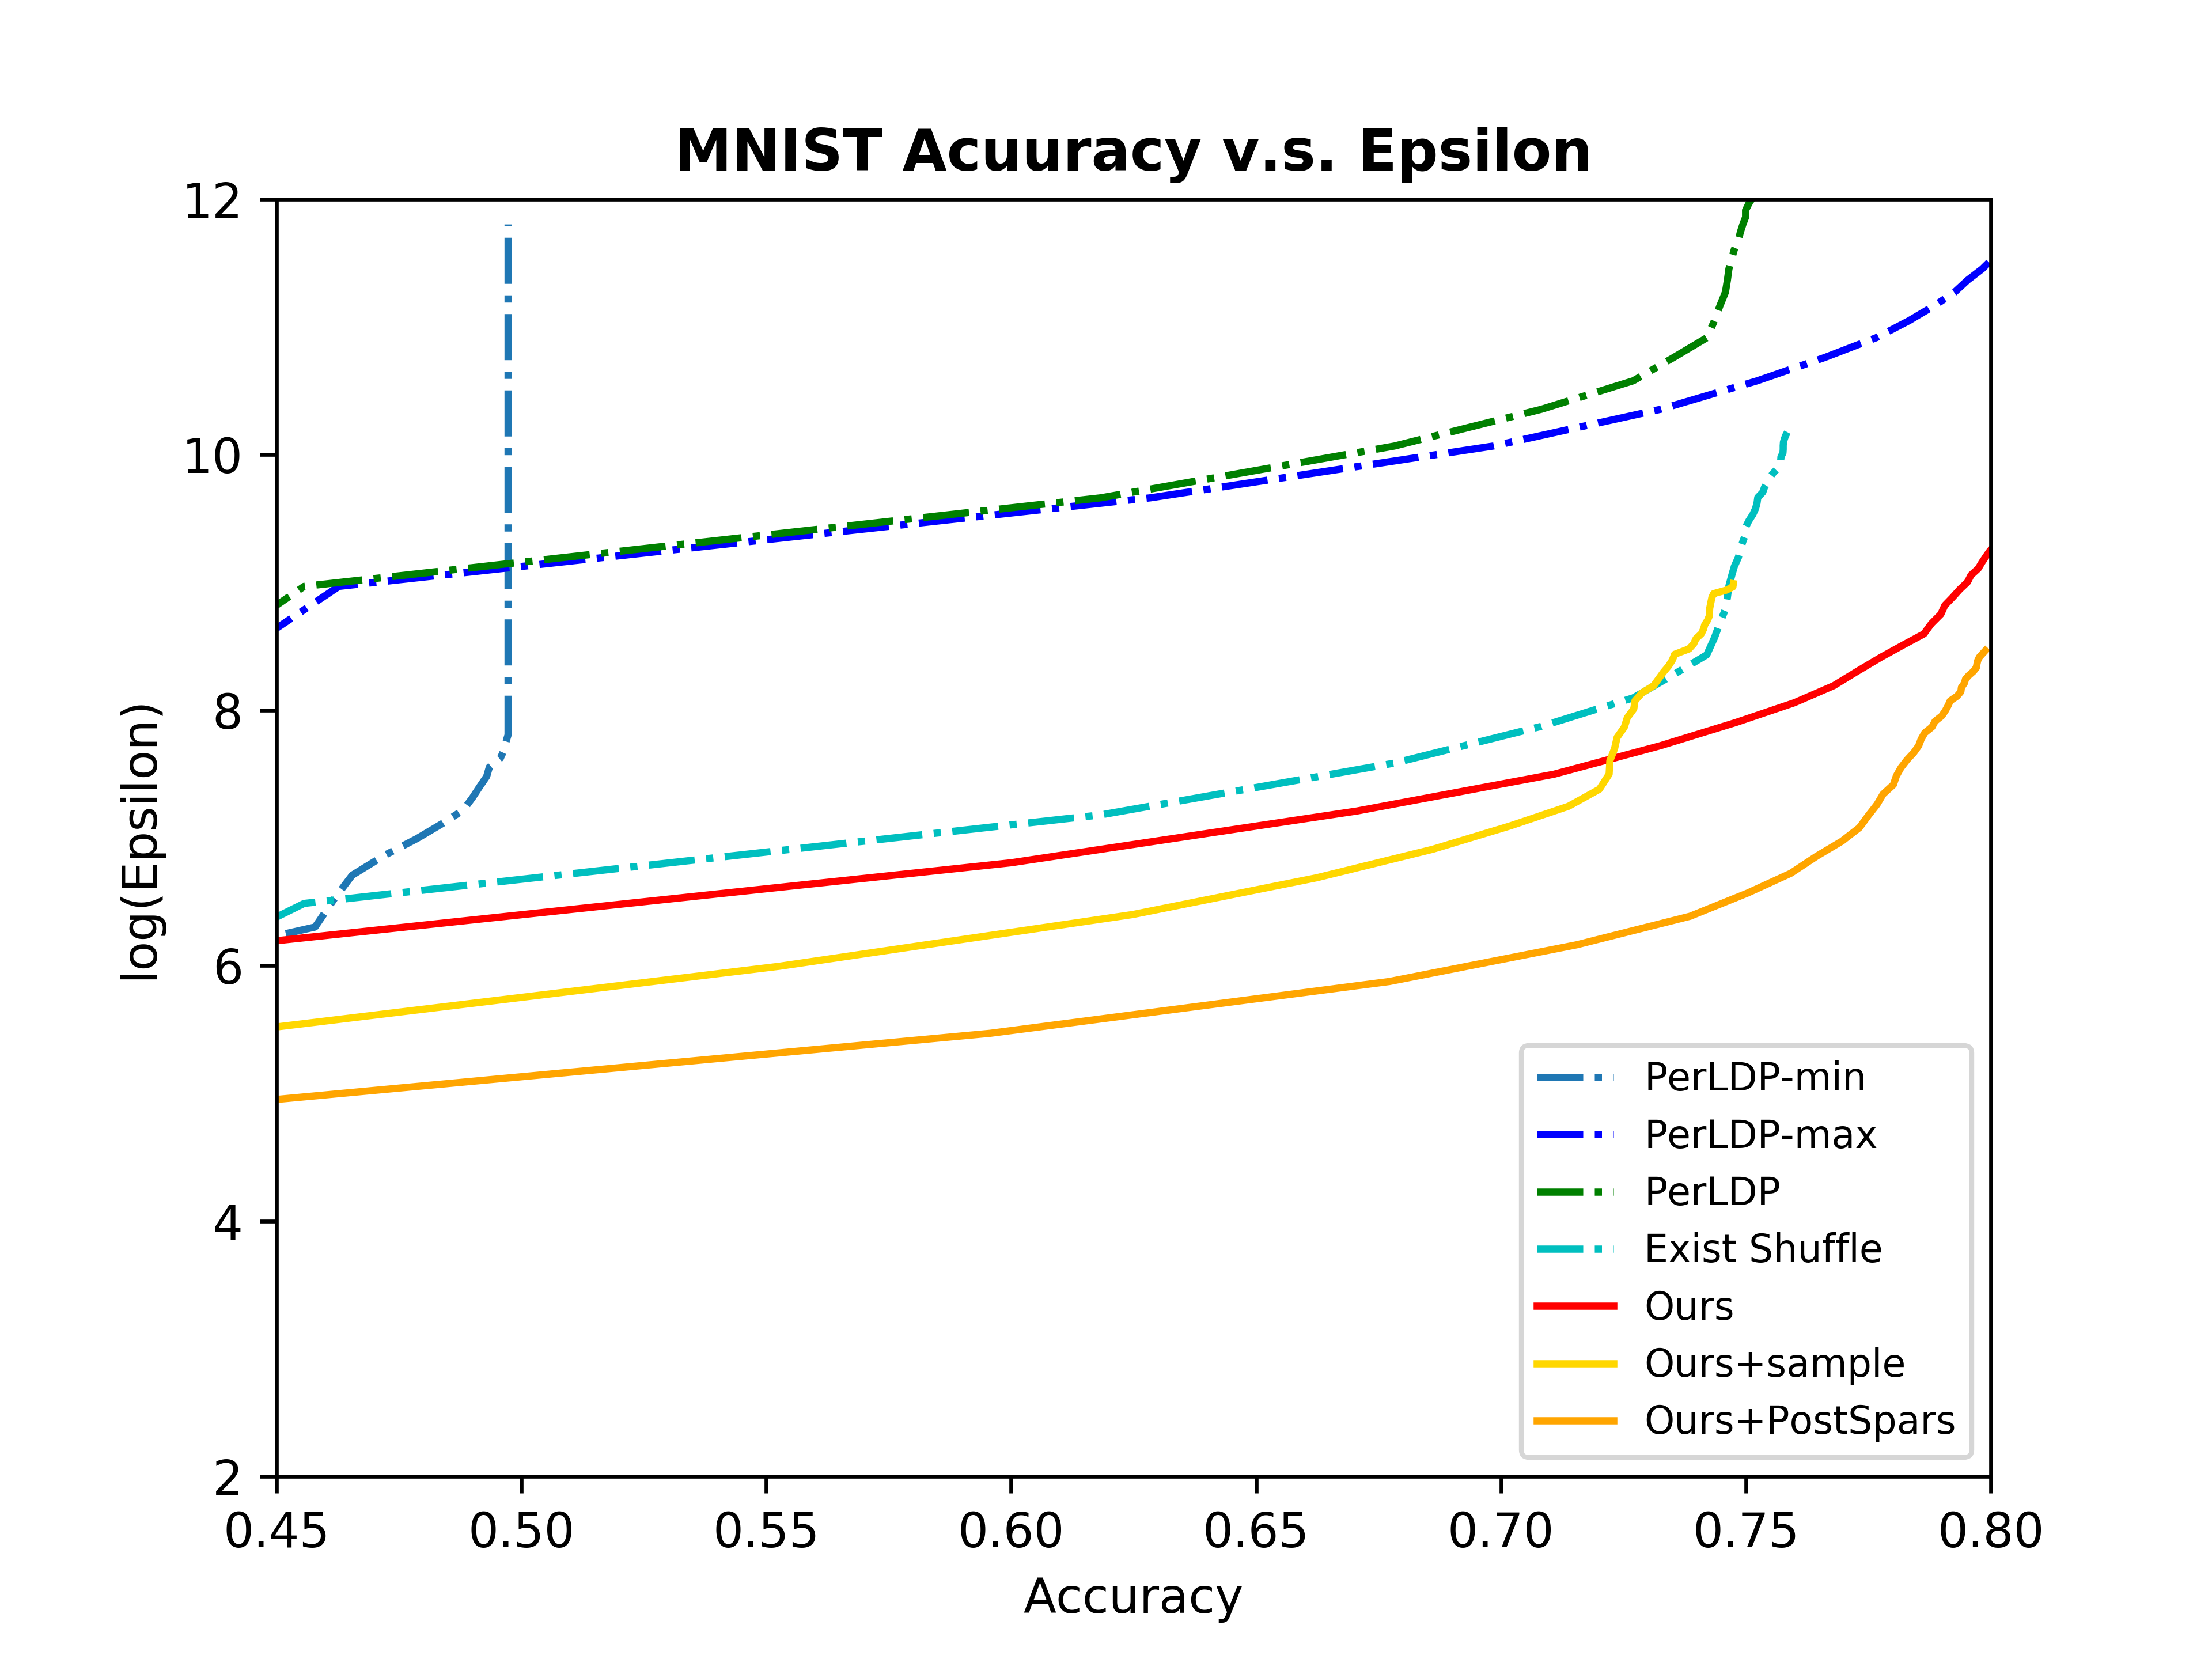 MNIST Acuuracy v.s. Epsilon
12
10
8
6
4
2
log(Epsilon)
0.45 0.50 0.55 0.60 0.65 0.70 0.75 0.80
Accuracy
PerLDP-min
PerLDP-max
PerLDP
Exist Shuffle
Ours
Ours+sample
Ours+PostSpars